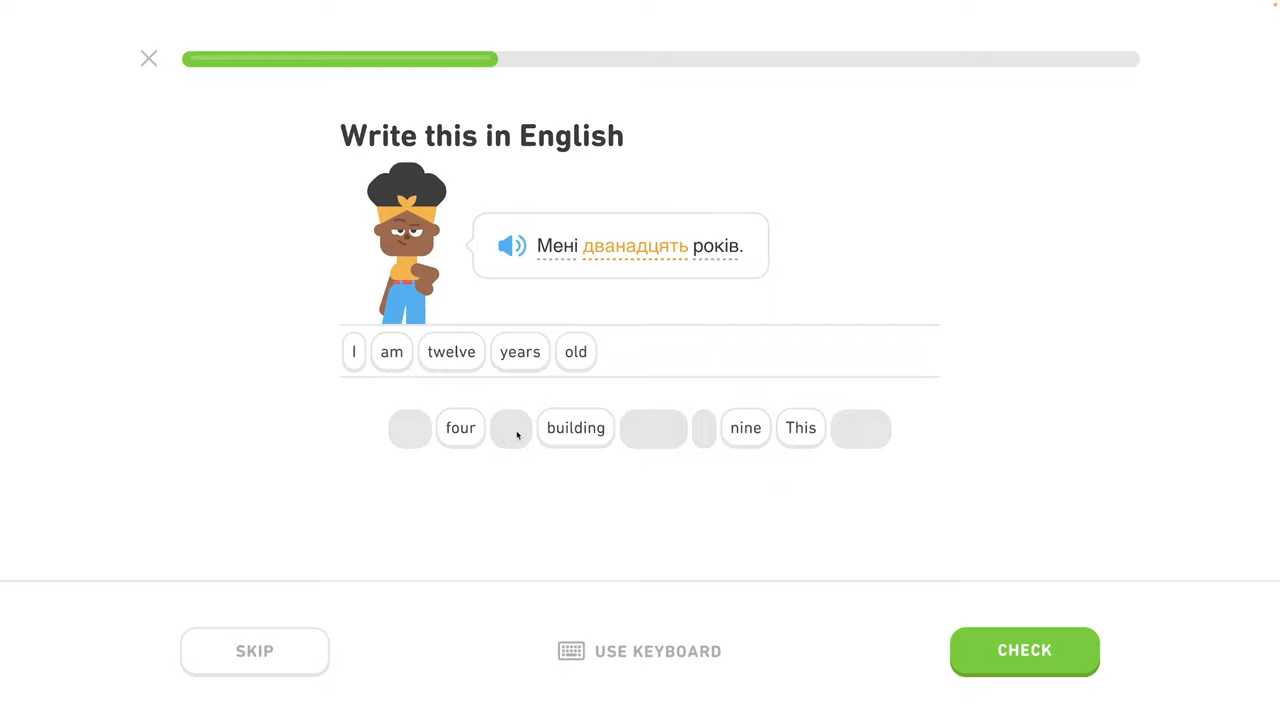 Write this in English
Мені дванадцять років.
I am twelve years old
four building nine This
SKIP USE KEYBOARD CHECK